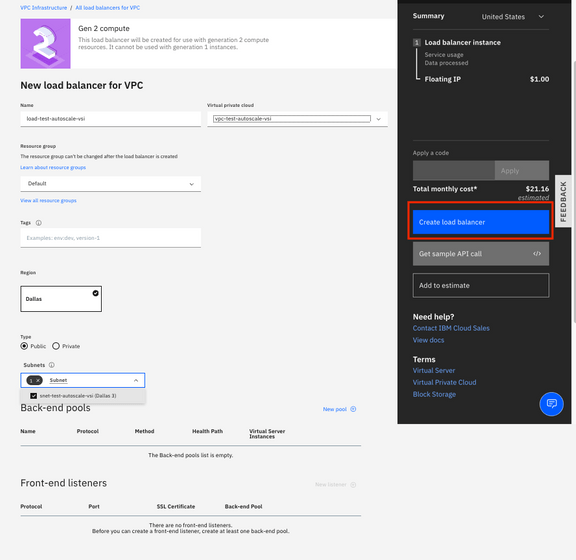 VPC Infrastructure / All load balancers for VPC
Gen 2 compute
This load balancer will be created for use with generation 2 compute
resources. It cannot be used with generation 1 instances.
New load balancer for VPC
Name
Virtual private cloud
load-test-autoscale-vsi
vpc-test-autoscale-vsi
Resource group
The resource group can't be changed after the load balancer is created
Learn about resource groups
Default
View all resource groups
Tags
Examples: env:dev, version-1
Region
Dallas
Type
Public
Private
Subnets
1 ×
Subnet
snet-test-autoscale-vsi (Dallas 3)
Back-end pools
New pool
Name
Protocol
Method
Health Path
Virtual Server
Instances
The Back-end pools list is empty.
Front-end listeners
New listener
Protocol
Port
SSL Certificate
Back-end Pool
There are no front-end listeners.
Before you can create a front-end listener, create at least one back-end pool.
Summary
United States
1 Load balancer instance
Service usage
Data processed
Floating IP
$1.00
Apply a code
Apply
Total monthly cost*
$21.16
estimated
Create load balancer
Get sample API call
</>
Add to estimate
Need help?
Contact IBM Cloud Sales
View docs
Terms
Virtual Server
Virtual Private Cloud
Block Storage
FEEDBACK